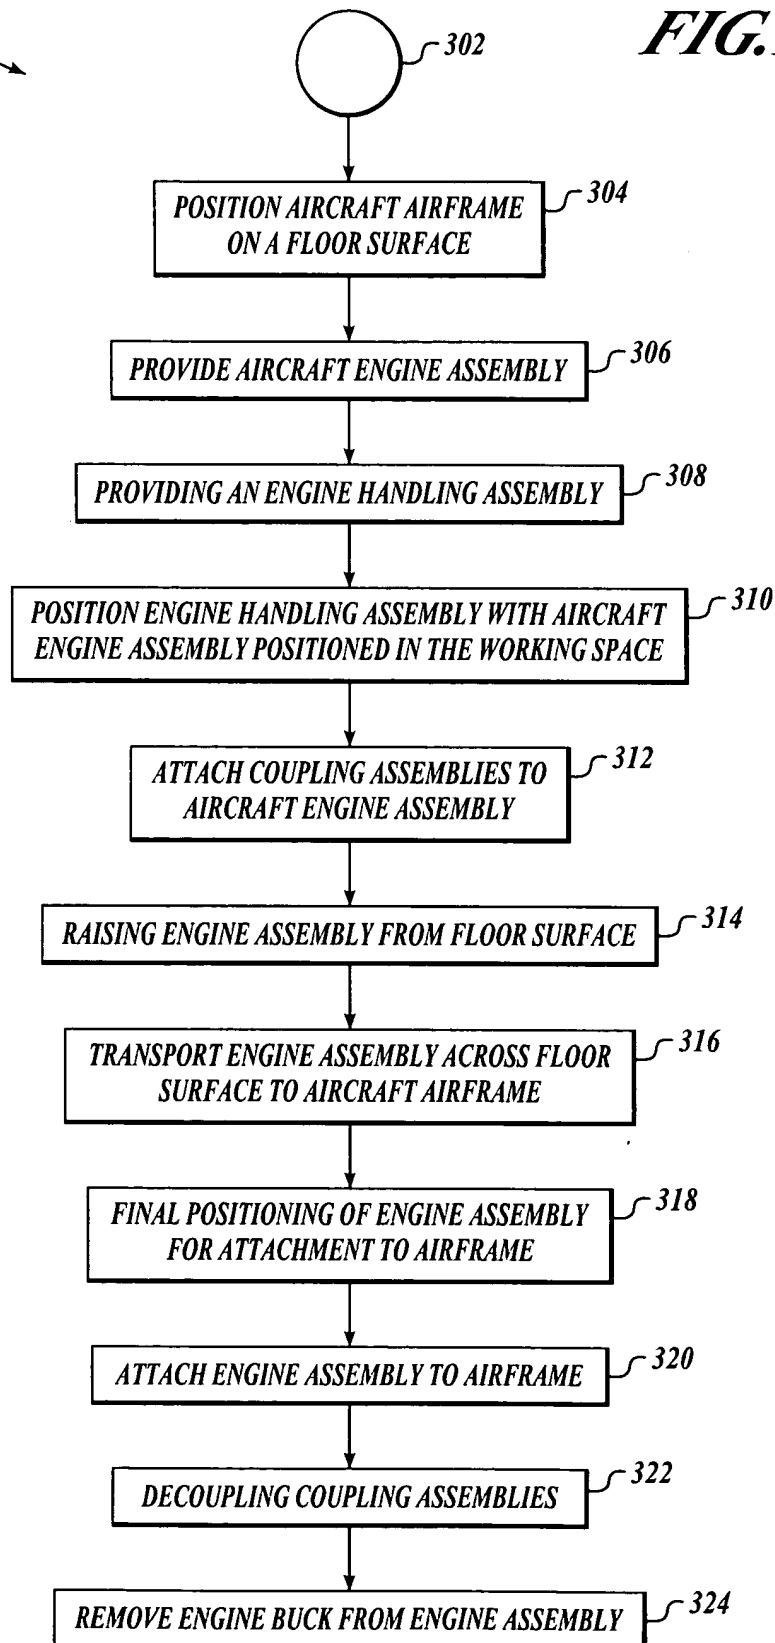 302
FIG.
POSITION AIRCRAFT AIRFRAME
ON A FLOOR SURFACE
304
PROVIDE AIRCRAFT ENGINE ASSEMBLY
306
PROVIDING AN ENGINE HANDLING ASSEMBLY
308
POSITION ENGINE HANDLING ASSEMBLY WITH AIRCRAFT
ENGINE ASSEMBLY POSITIONED IN THE WORKING SPACE
310
ATTACH COUPLING ASSEMBLIES TO
AIRCRAFT ENGINE ASSEMBLY
312
RAISING ENGINE ASSEMBLY FROM FLOOR SURFACE
314
TRANSPORT ENGINE ASSEMBLY ACROSS FLOOR
SURFACE TO AIRCRAFT AIRFRAME
316
FINAL POSITIONING OF ENGINE ASSEMBLY
FOR ATTACHMENT TO AIRFRAME
318
ATTACH ENGINE ASSEMBLY TO AIRFRAME
320
DECOUPLING COUPLING ASSEMBLIES
322
REMOVE ENGINE BUCK FROM ENGINE ASSEMBLY
324